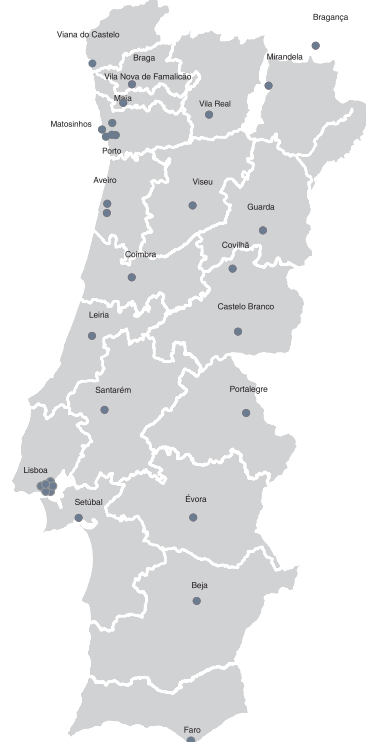 Bragança
Viana do Castelo
Braga
Mirandela
Vila Nova de Famalicão
Maia
Vila Real
Matosinhos
Porto
Aveiro
Viseu
Guarda
Covilhã
Coimbra
Castelo Branco
Leiria
Santarém
Portalegre
Lisboa
Setúbal
Évora
Beja
Faro